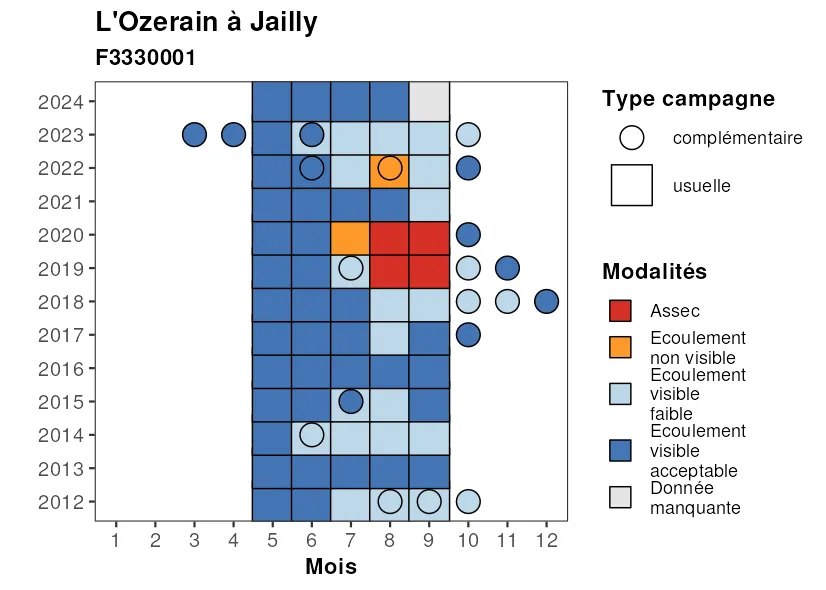 L'Ozerain à Jailly
F3330001
2024
2023
2022
2021
2020
2019
2018
2017
2016
2015
2014
2013
2012
1 2 3 4 5 6 7 8 9 10 11 12
Mois
Type campagne
complémentaire
usuelle
Modalités
Assec
Ecoulement
non visible
Ecoulement
visible
faible
Ecoulement
visible
acceptable
Donnée
manquante